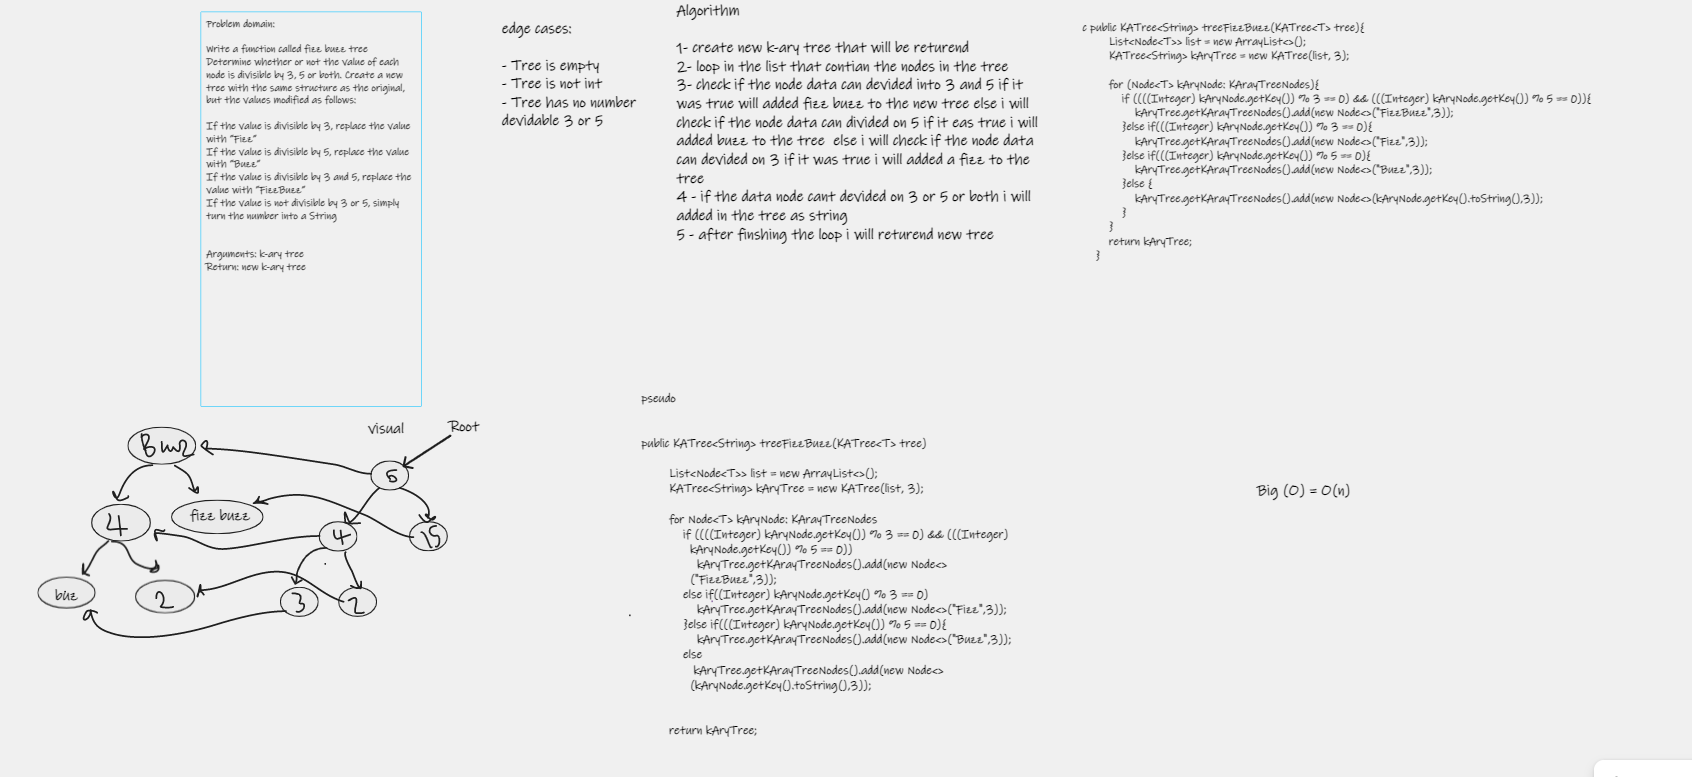 Problem domain:
Write a function called fizz buzz tree
Determine whether or not the value of each
node is divisible by 3, 5 or both. Create a new
tree with the same structure as the original,
but the values modified as follows:
If the value is divisible by 3, replace the value
with "Fizz"
If the value is divisible by 5, replace the value
with "Buzz"
If the value is divisible by 3 and 5, replace the
value with "FizzBuzz"
If the value is not divisible by 3 or 5, simply
turn the number into a String
Arguments: k-ary tree
Return: new k-ary tree
edge cases:
- Tree is empty
- Tree is not int
- Tree has no number
devidable 3 or 5
Algorithm
1- create new k-ary tree that will be returend
2- loop in the list that contian the nodes in the tree
3- check if the node data can devided into 3 and 5 if it
was true will added fizz buzz to the new tree else i will
check if the node data can divided on 5 if it eas true i will
added buzz to the tree else i will check if the node data
can devided on 3 if it was true i will added a fizz to the
tree
4 - if the data node cant devided on 3 or 5 or both i will
added in the tree as string
5 - after finshing the loop i will returend new tree
c public KATree<String> treeFizzBuzz(KATree<T> tree){
List<Node<T>> list = new ArrayList<>();
KATree<String> kAryTree = new KATree(list, 3);
for (Node<T> kAryNode: KArayTreeNodes){
if ((((Integer) kAryNode.getKey()) % 3 == 0) && (((Integer) kAryNode.getKey()) % 5 == 0)){
kAryTree.getKArayTreeNodes().add(new Node<>("FizzBuzz",3));
}else if(((Integer) kAryNode.getKey()) % 3 == 0){
kAryTree.getKArayTreeNodes().add(new Node<>("Fizz",3));
}else if(((Integer) kAryNode.getKey()) % 5 == 0){
kAryTree.getKArayTreeNodes().add(new Node<>("Buzz",3));
}else {
kAryTree.getKArayTreeNodes().add(new Node<>(kAryNode.getKey().toString(),3));
}
}
return kAryTree;
}
visual
Root
Buz
5
4
fizz buzz
4
15
buz
2
3
2
pseudo
public KATree<String> treeFizzBuzz(KATree<T> tree)
List<Node<T>> list = new ArrayList<>();
KATree<String> kAryTree = new KATree(list, 3);
for Node<T> kAryNode: KArayTreeNodes
if ((((Integer) kAryNode.getKey()) % 3 == 0) && (((Integer)
kAryNode.getKey()) % 5 == 0))
kAryTree.getKArayTreeNodes().add(new Node<>
("FizzBuzz",3));
else if((Integer) kAryNode.getKey() % 3 == 0)
kAryTree.getKArayTreeNodes().add(new Node<>("Fizz",3));
}else if(((Integer) kAryNode.getKey()) % 5 == 0){
kAryTree.getKArayTreeNodes().add(new Node<>("Buzz",3));
else
kAryTree.getKArayTreeNodes().add(new Node<>
(kAryNode.getKey().toString(),3));
return kAryTree;
Big (O) = O(n)